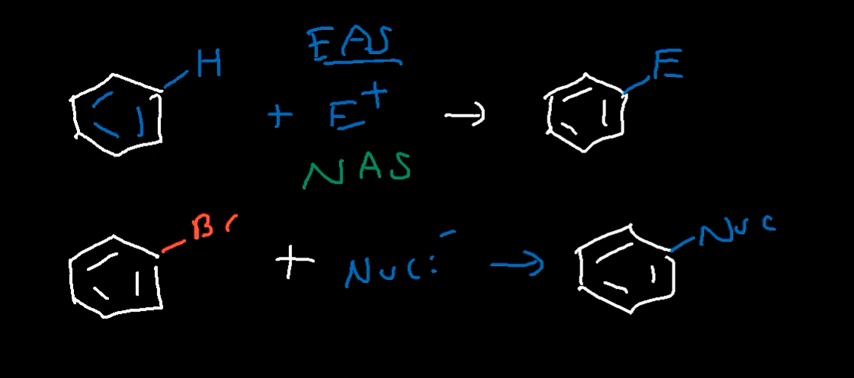 EAS
H + E+ → E
NAS
Br + Nuc:- → Nuc